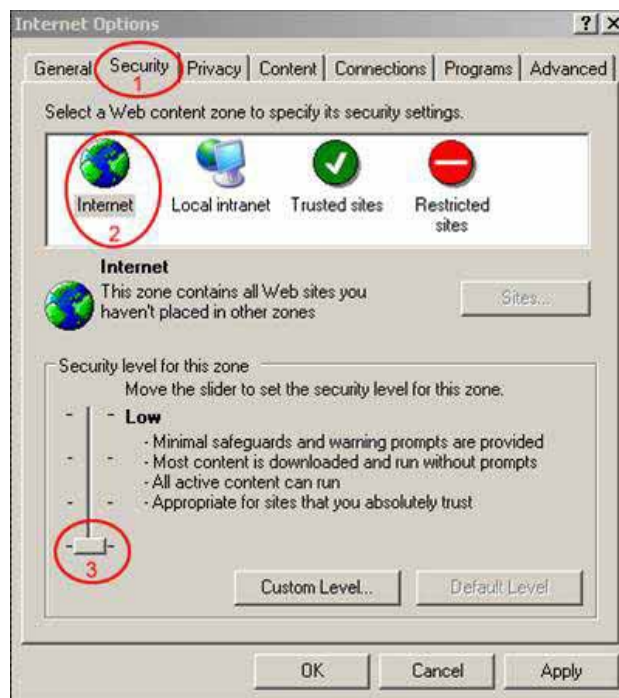 Internet Options
? X
General Security Privacy Content Connections Programs Advanced
1
Select a Web content zone to specify its security settings.
Internet Local intranet Trusted sites Restricted
sites
2
Internet
This zone contains all Web sites you
haven't placed in other zones
Sites...
Security level for this zone
Move the slider to set the security level for this zone.
Low
- Minimal safeguards and warning prompts are provided
- Most content is downloaded and run without prompts
- All active content can run
- Appropriate for sites that you absolutely trust
3
Custom Level... Default Level
OK Cancel Apply